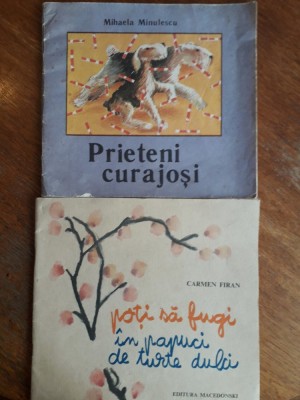 Mihaela Minulescu
Prieteni
curajoși
CARMEN FIRAN
poți să fugi
în papuci
de turte dulci
EDITURA MACEDONSKI